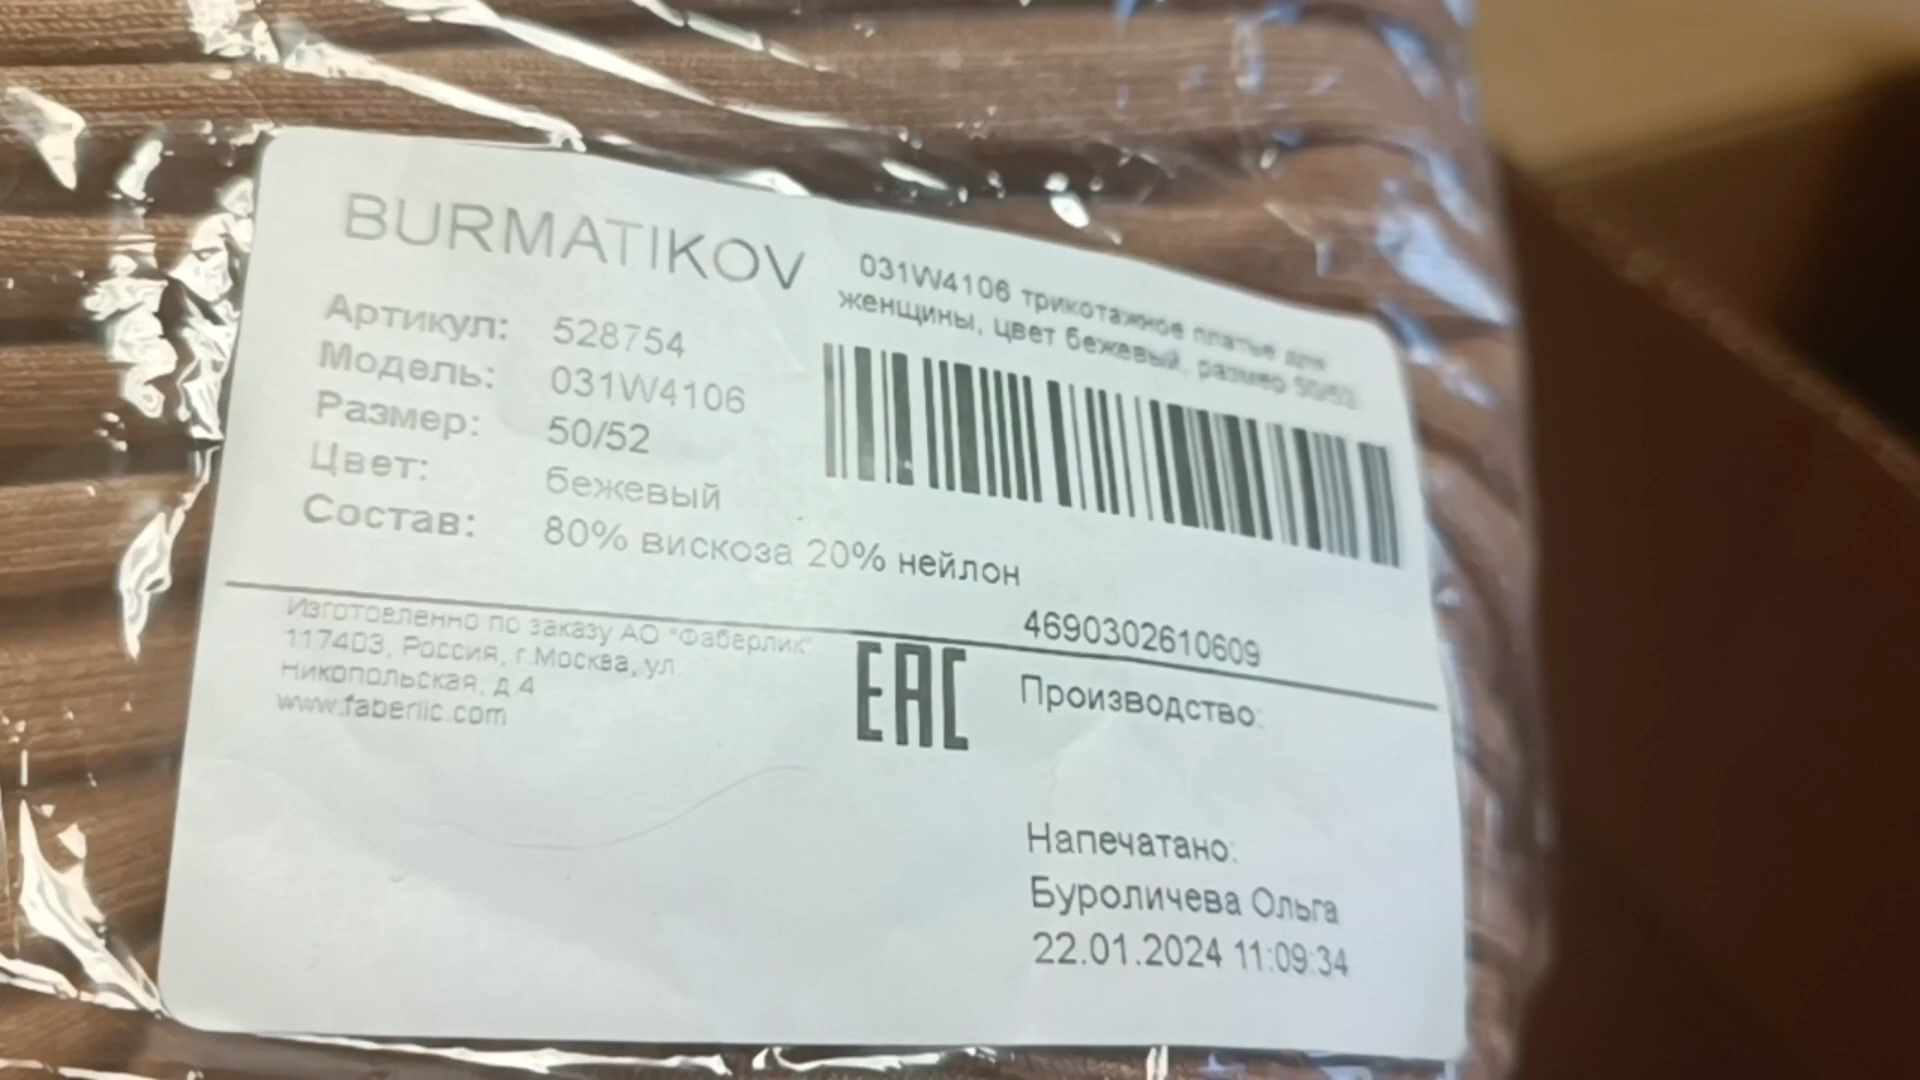 BURMATIKOV
031W4106 трикотажное платье для
женщины, цвет бежевый, размер 50/52
Артикул: 528754
Модель: 031W4106
Размер: 50/52
Цвет: бежевый
Состав: 80% вискоза 20% нейлон
4690302610609
Изготовленно по заказу АО "Фаберлик"
117403, Россия, г.Москва, ул
Никопольская, д.4
www.faberlic.com
EAC
Производство:
Напечатано:
Буроличева Ольга
22.01.2024 11:09:34